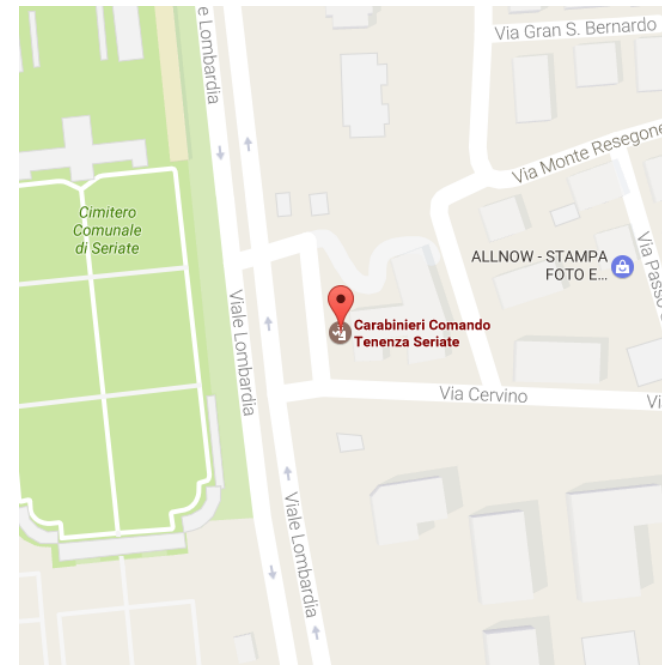 Via Gran S. Bernardo
e Lombardia
Via Monte Resegone
Cimitero
Comunale
di Seriate
ALLNOW - STAMPA
FOTO E...
Via Passo
Viale Lombardia
Carabinieri Comando
Tenenza Seriate
Via Cervino
Vi
Viale Lombardia